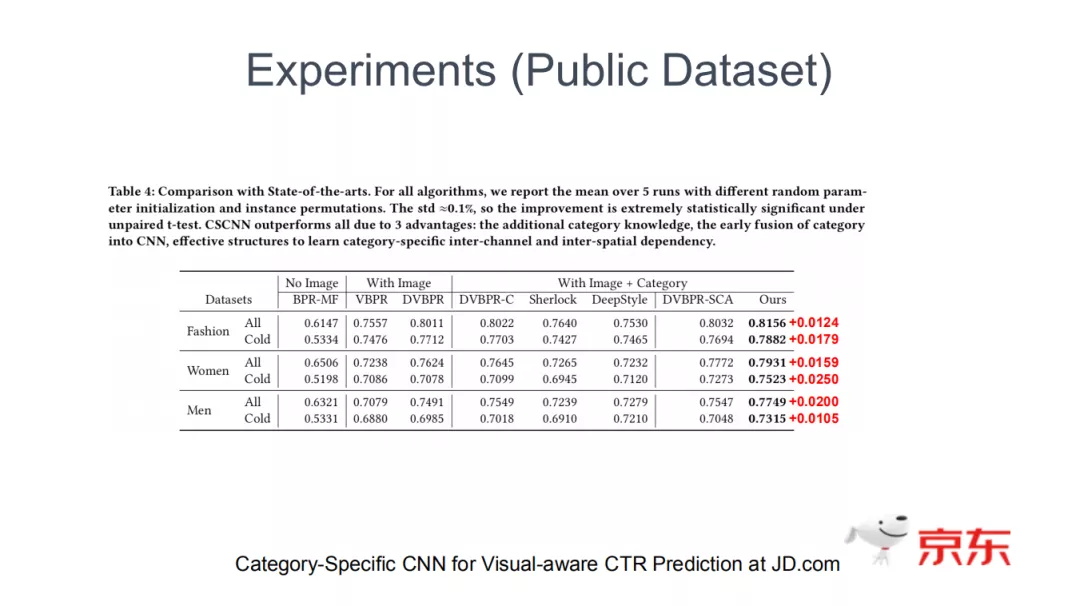 Experiments (Public Dataset)
Table 4: Comparison with State-of-the-arts. For all algorithms, we report the mean over 5 runs with different random param-
eter initialization and instance permutations. The std ≈0.1%, so the improvement is extremely statistically significant under
unpaired t-test. CSCNN outperforms all due to 3 advantages: the additional category knowledge, the early fusion of category
into CNN, effective structures to learn category-specific inter-channel and inter-spatial dependency.
No Image With Image With Image + Category
Datasets BPR-MF VBPR DVBPR DVBPR-C Sherlock DeepStyle DVBPR-SCA Ours
Fashion All 0.6147 0.7557 0.8011 0.8022 0.7640 0.7530 0.8032 0.8156 +0.0124
Cold 0.5334 0.7476 0.7712 0.7703 0.7427 0.7465 0.7694 0.7882 +0.0179
Women All 0.6506 0.7238 0.7624 0.7645 0.7265 0.7232 0.7772 0.7931 +0.0159
Cold 0.5198 0.7086 0.7078 0.7099 0.6945 0.7120 0.7273 0.7523 +0.0250
Men All 0.6321 0.7079 0.7491 0.7549 0.7239 0.7279 0.7547 0.7749 +0.0200
Cold 0.5331 0.6880 0.6985 0.7018 0.6910 0.7210 0.7048 0.7315 +0.0105
京东
Category-Specific CNN for Visual-aware CTR Prediction at JD.com